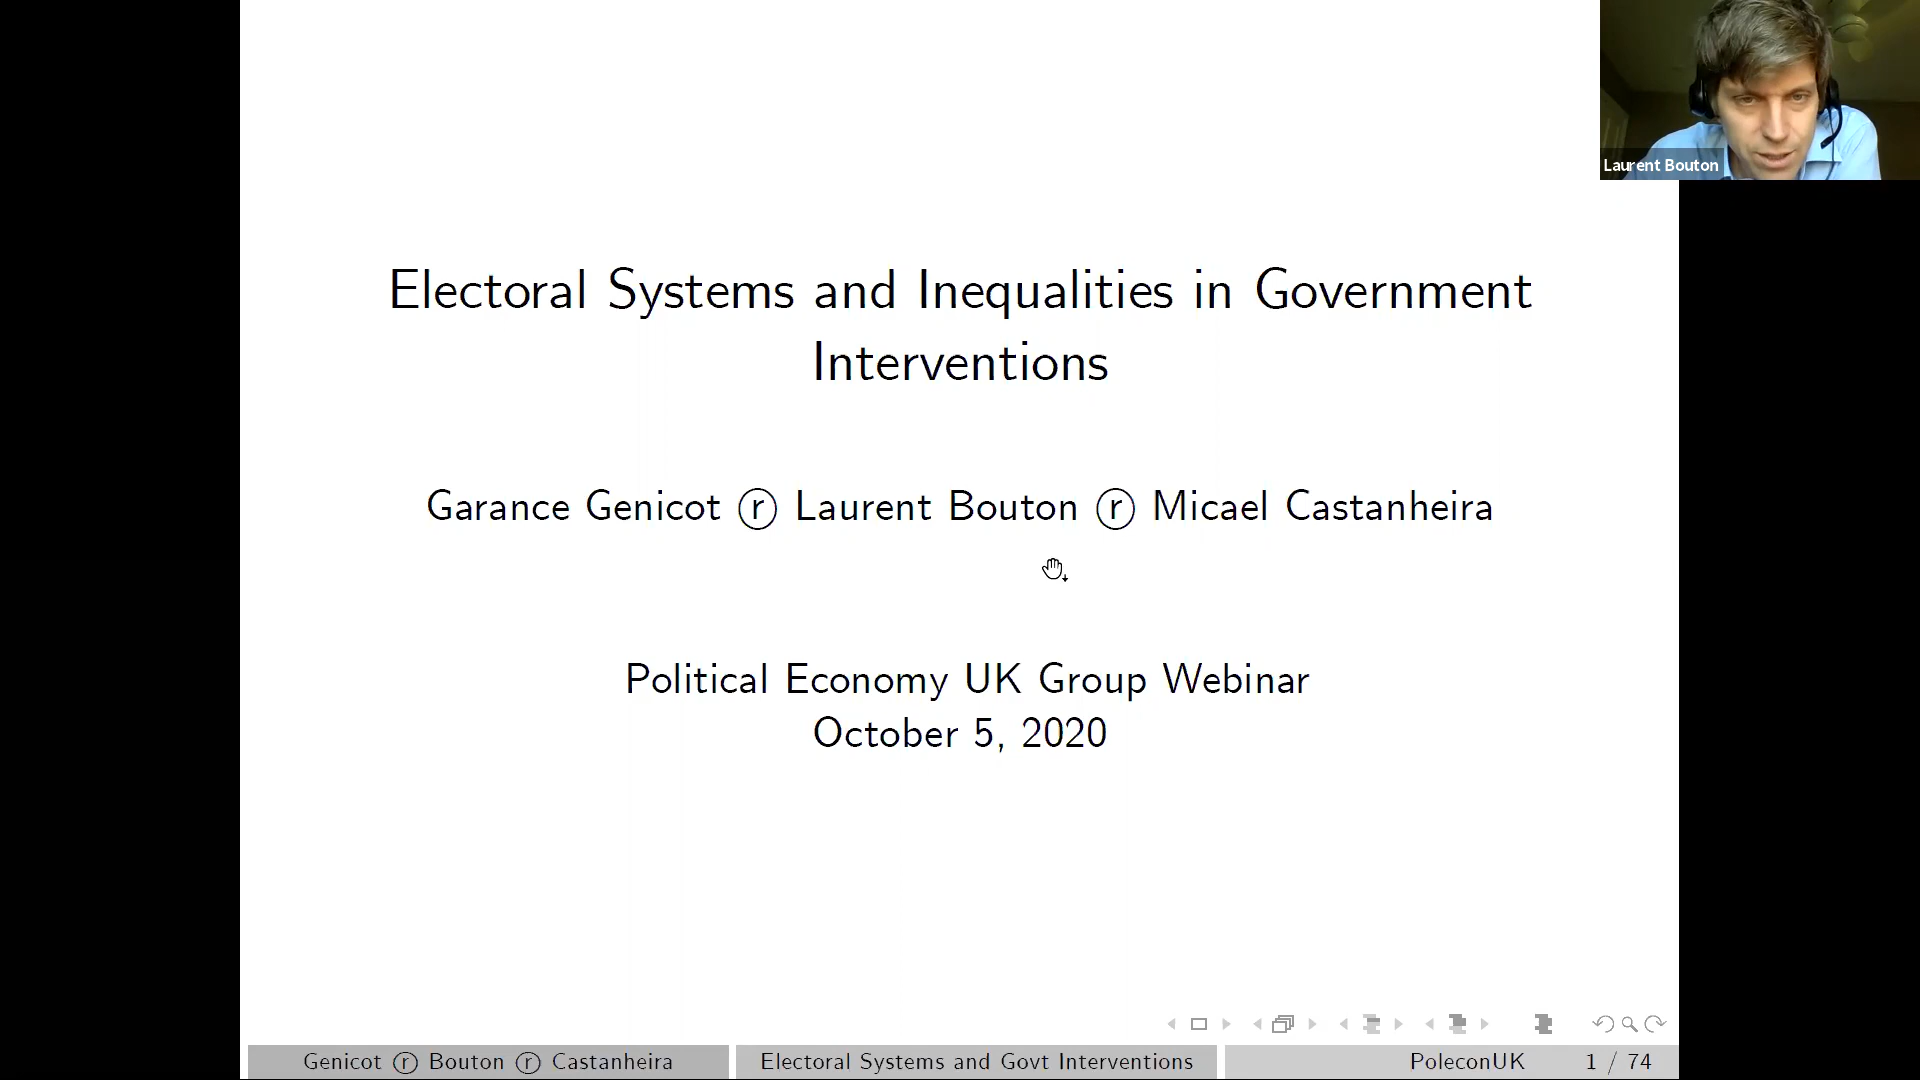 Laurent Bouton
Electoral Systems and Inequalities in Government
Interventions
Garance Genicot ⓡ Laurent Bouton ⓡ Micael Castanheira
Political Economy UK Group Webinar
October 5, 2020
Genicot ⓡ Bouton ⓡ Castanheira Electoral Systems and Govt Interventions PoleconUK 1 / 74